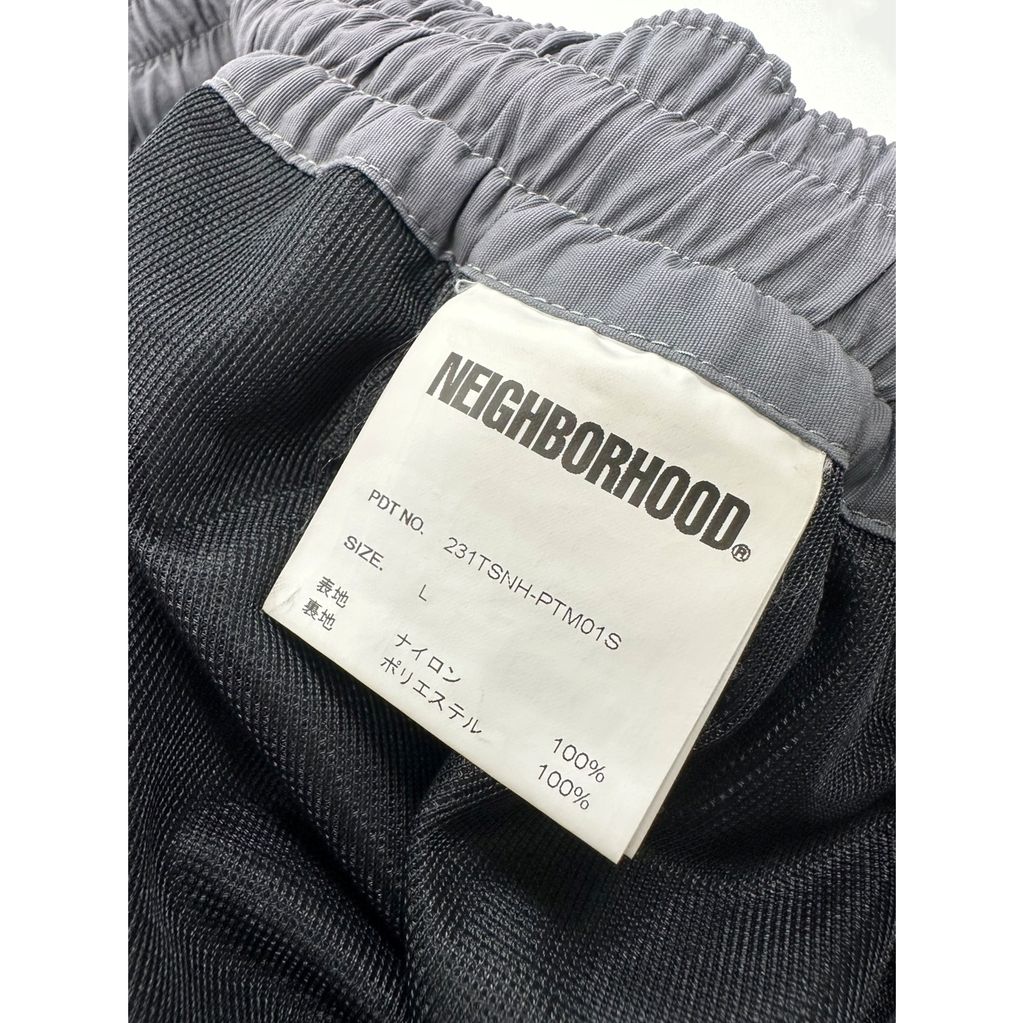 NEIGHBORHOOD®
PDT NO. 231TSNH-PTM01S
SIZE. L
表地 ナイロン 100%
裏地 ポリエステル 100%